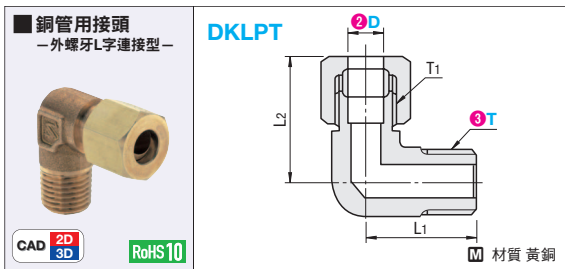 ■銅管用接頭
－外螺牙L字連接型－
CAD 2D 3D
RoHS10
DKLPT
❷D
T1
❸T
L2
L1
M 材質 黃銅